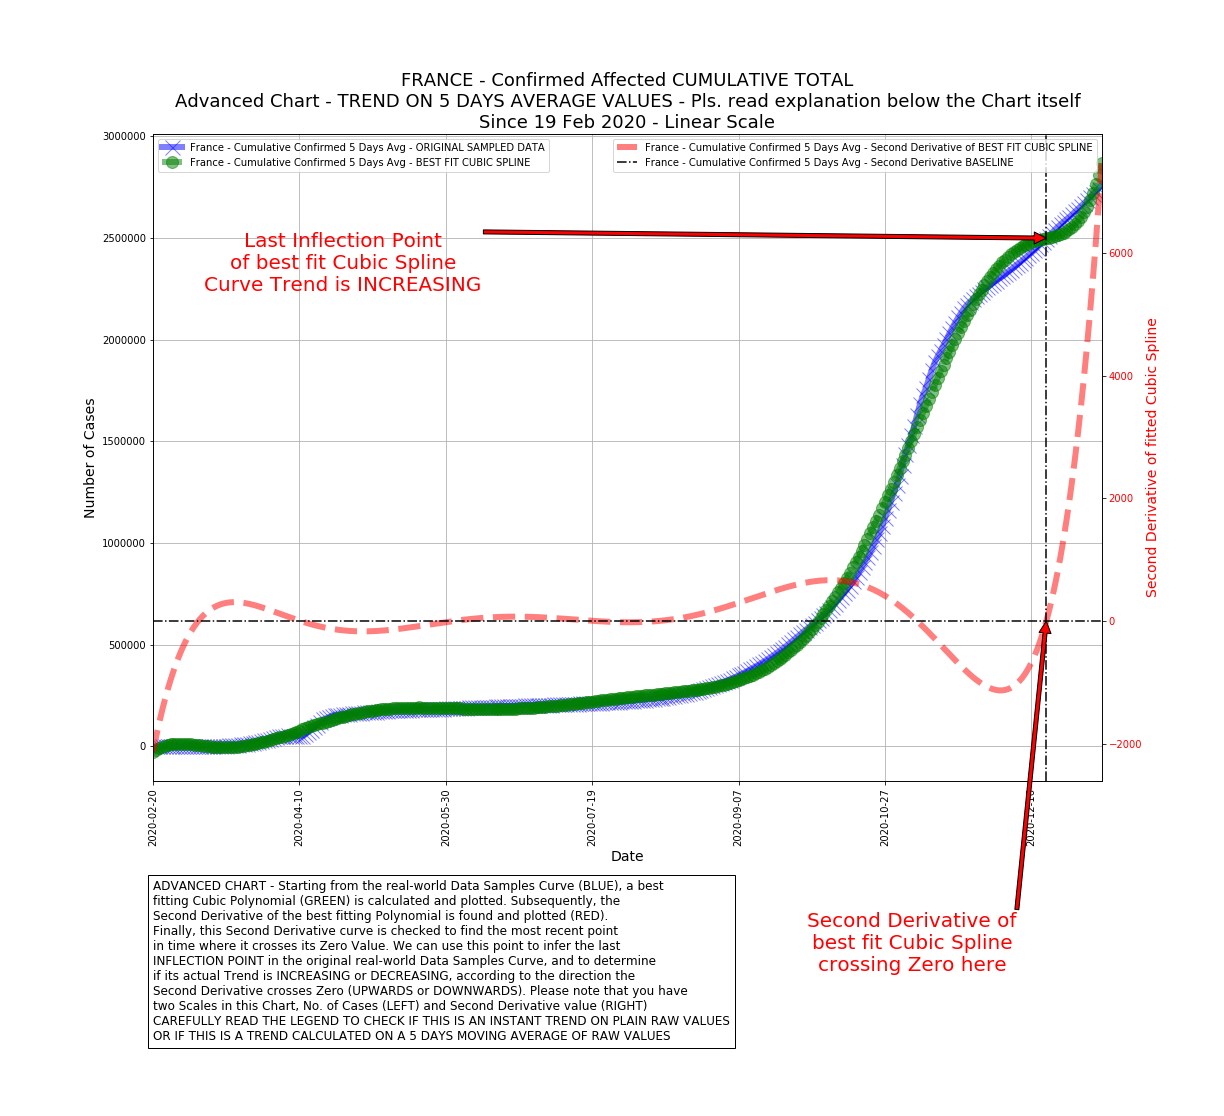 FRANCE - Confirmed Affected CUMULATIVE TOTAL
Advanced Chart - TREND ON 5 DAYS AVERAGE VALUES - Pls. read explanation below the Chart itself
Since 19 Feb 2020 - Linear Scale
France - Cumulative Confirmed 5 Days Avg - ORIGINAL SAMPLED DATA
France - Cumulative Confirmed 5 Days Avg - BEST FIT CUBIC SPLINE
France - Cumulative Confirmed 5 Days Avg - Second Derivative of BEST FIT CUBIC SPLINE
France - Cumulative Confirmed 5 Days Avg - Second Derivative BASELINE
Last Inflection Point
of best fit Cubic Spline
Curve Trend is INCREASING
Number of Cases
3000000
2500000
2000000
1500000
1000000
500000
0
6000
4000
2000
0
−2000
Second Derivative of fitted Cubic Spline
2020-02-20
2020-04-10
2020-05-30
2020-07-19
2020-09-07
2020-10-27
2020-12-16
Date
Second Derivative of
best fit Cubic Spline
crossing Zero here
ADVANCED CHART - Starting from the real-world Data Samples Curve (BLUE), a best
fitting Cubic Polynomial (GREEN) is calculated and plotted. Subsequently, the
Second Derivative of the best fitting Polynomial is found and plotted (RED).
Finally, this Second Derivative curve is checked to find the most recent point
in time where it crosses its Zero Value. We can use this point to infer the last
INFLECTION POINT in the original real-world Data Samples Curve, and to determine
if its actual Trend is INCREASING or DECREASING, according to the direction the
Second Derivative crosses Zero (UPWARDS or DOWNWARDS). Please note that you have
two Scales in this Chart, No. of Cases (LEFT) and Second Derivative value (RIGHT)
CAREFULLY READ THE LEGEND TO CHECK IF THIS IS AN INSTANT TREND ON PLAIN RAW VALUES
OR IF THIS IS A TREND CALCULATED ON A 5 DAYS MOVING AVERAGE OF RAW VALUES